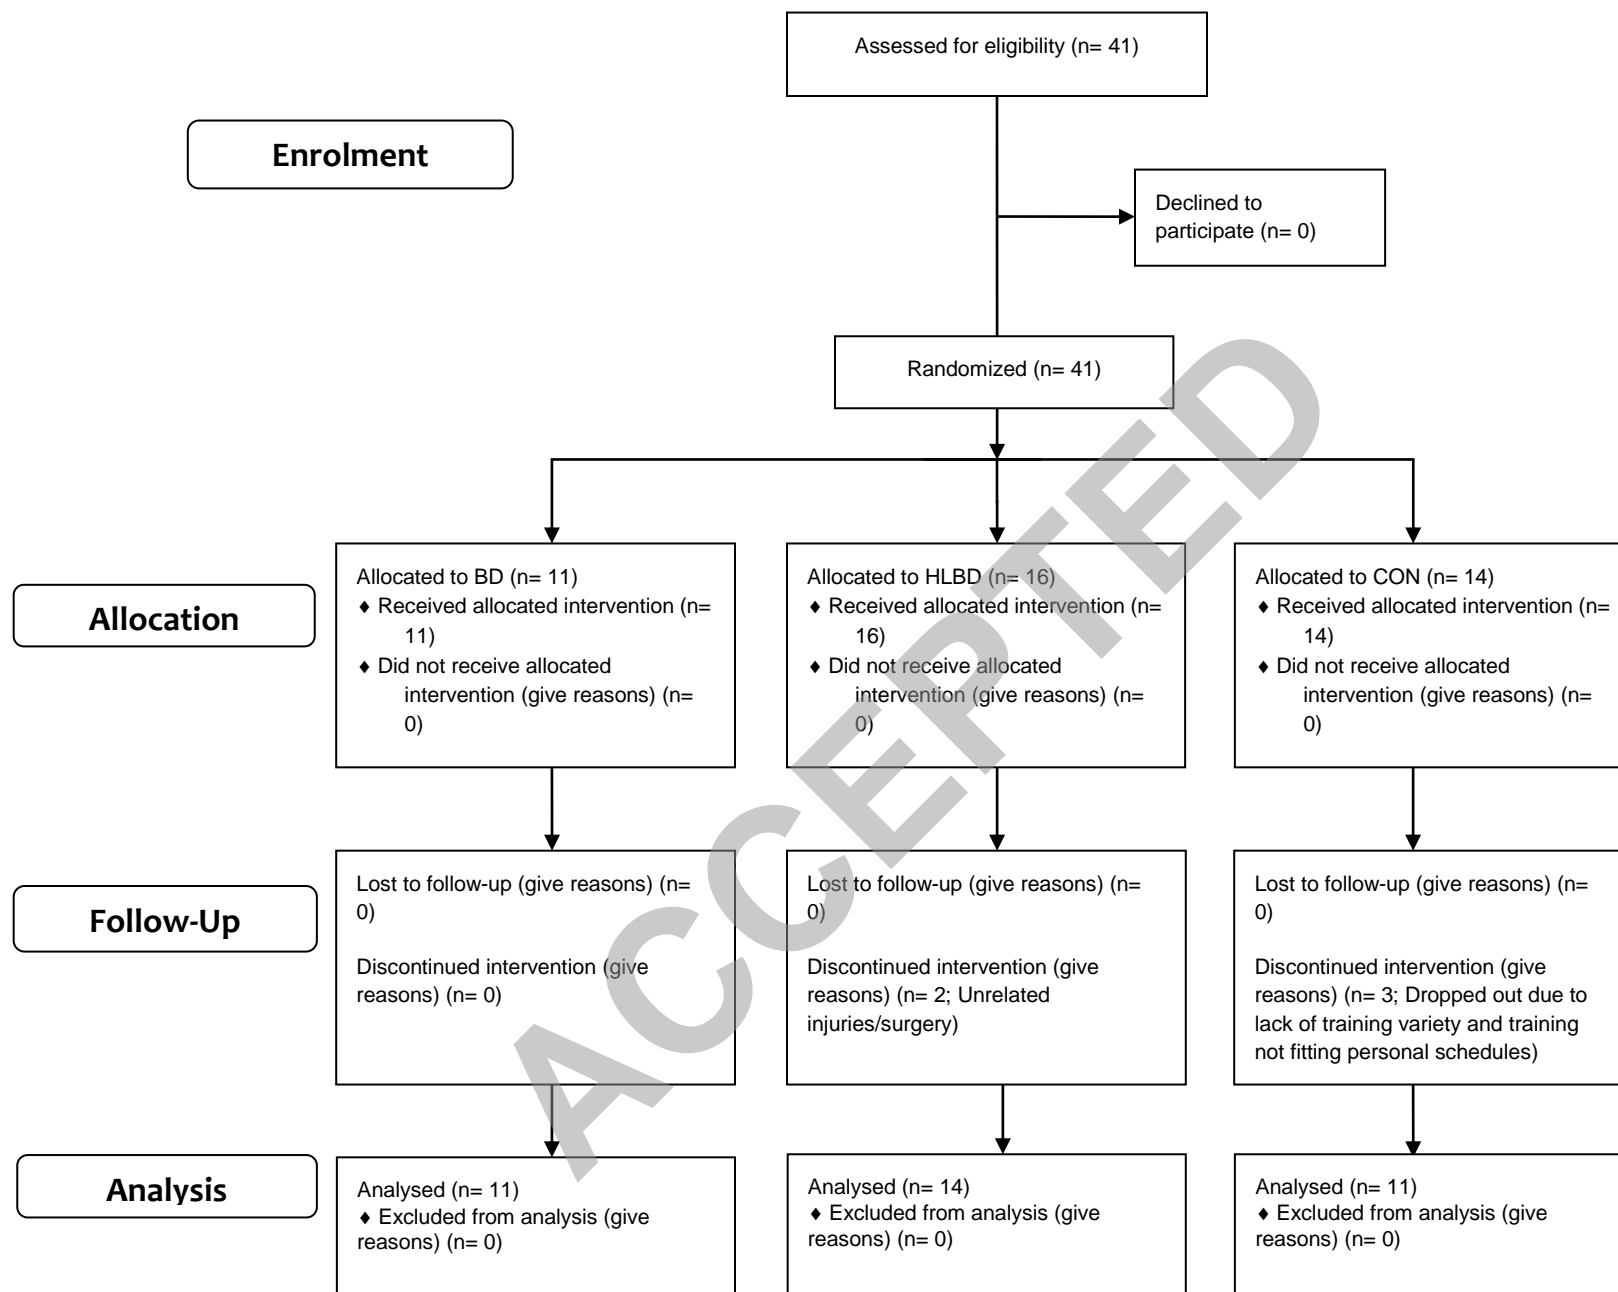 Assessed for eligibility (n= 41)
Enrolment
Declined to
participate (n= 0)
Randomized (n= 41)
Allocation
Allocated to BD (n= 11)
♦ Received allocated intervention (n=
11)
♦ Did not receive allocated
intervention (give reasons) (n=
0)
Allocated to HLBD (n= 16)
♦ Received allocated intervention (n=
16)
♦ Did not receive allocated
intervention (give reasons) (n=
0)
Allocated to CON (n= 14)
♦ Received allocated intervention (n=
14)
♦ Did not receive allocated
intervention (give reasons) (n=
0)
Follow-Up
Lost to follow-up (give reasons) (n=
0)
Discontinued intervention (give
reasons) (n= 0)
Lost to follow-up (give reasons) (n=
0)
Discontinued intervention (give
reasons) (n= 2; Unrelated
injuries/surgery)
Lost to follow-up (give reasons) (n=
0)
Discontinued intervention (give
reasons) (n= 3; Dropped out due to
lack of training variety and training
not fitting personal schedules)
Analysis
Analysed (n= 11)
♦ Excluded from analysis (give
reasons) (n= 0)
Analysed (n= 14)
♦ Excluded from analysis (give
reasons) (n= 0)
Analysed (n= 11)
♦ Excluded from analysis (give
reasons) (n= 0)
ACCEPTED